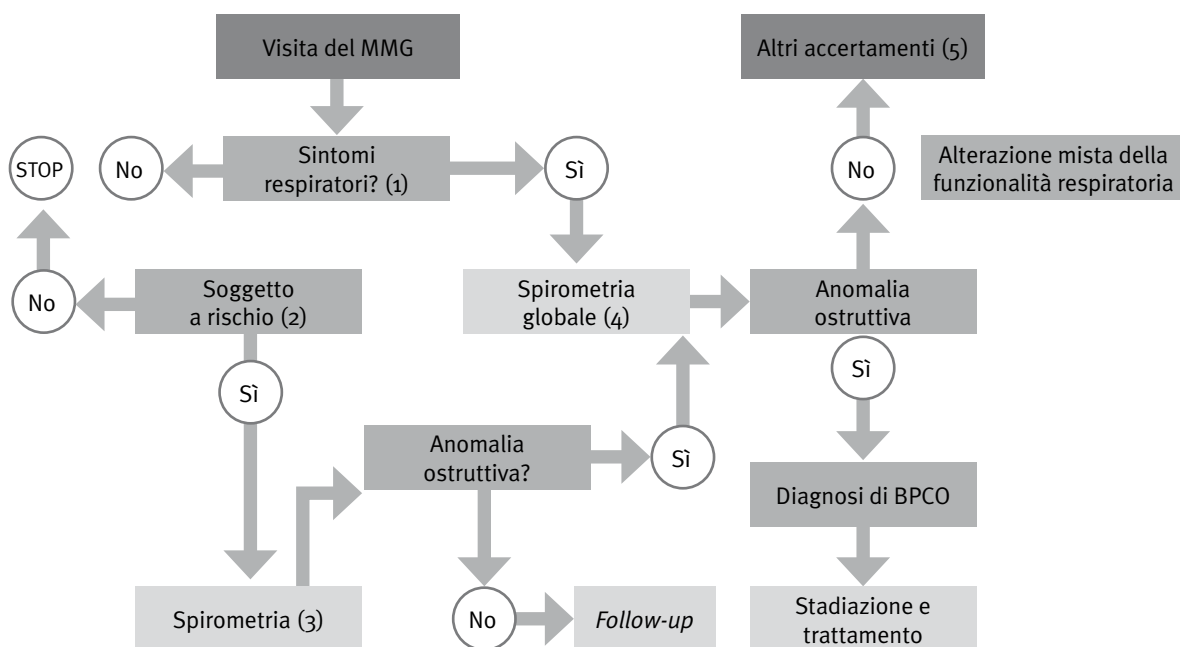 Visita del MMG
Altri accertamenti (5)
STOP
No
Sintomi
respiratori? (1)
Sì
No
Alterazione mista della
funzionalità respiratoria
No
Soggetto
a rischio (2)
Spirometria
globale (4)
Anomalia
ostruttiva
Sì
Sì
Anomalia
ostruttiva?
Sì
Diagnosi di BPCO
Spirometria (3)
No
Follow-up
Stadiazione e
trattamento